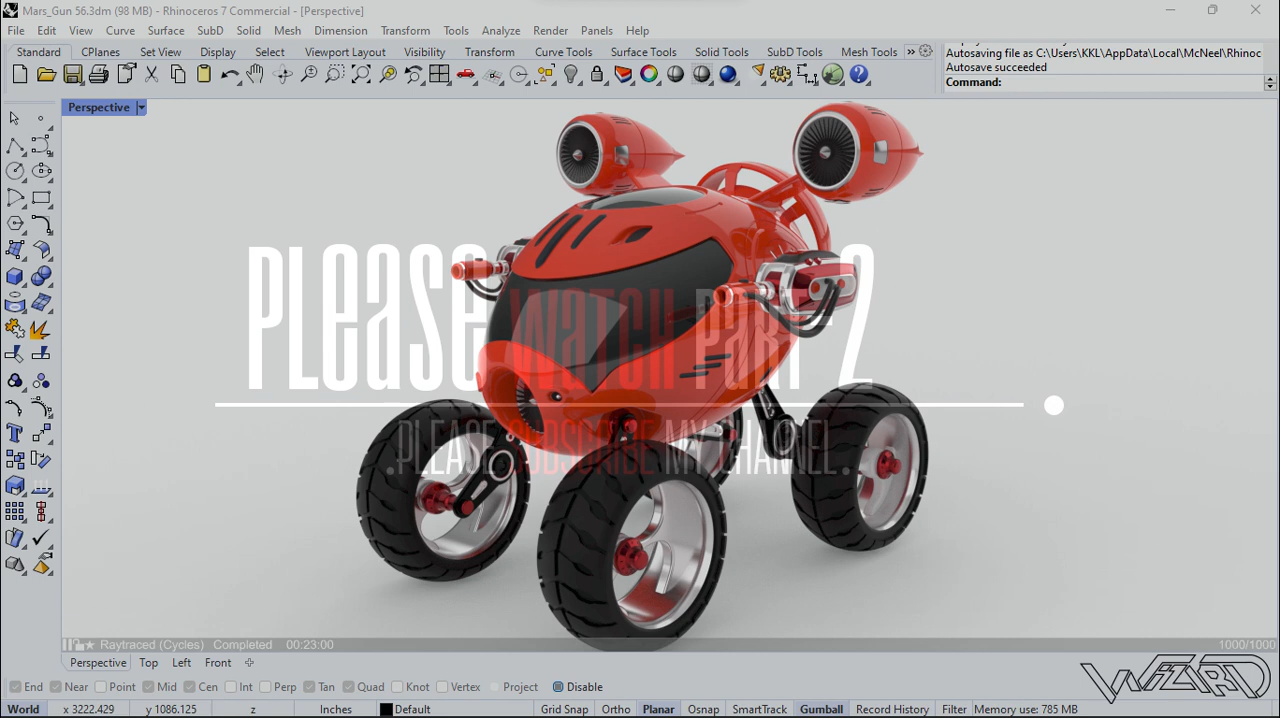 Mars_Gun 56.3dm (98 MB) - Rhinoceros 7 Commercial - [Perspective]
File Edit View Curve Surface SubD Solid Mesh Dimension Transform Tools Analyze Render Panels Help
Standard CPlanes Set View Display Select Viewport Layout Visibility Transform Curve Tools Surface Tools Solid Tools SubD Tools Mesh Tools »
Autosaving file as C:\Users\KKL\AppData\Local\McNeel\Rhinoc
Autosave succeeded
Command:
Perspective
PLease watch part 2
.PLEASE SUBSCRIBE MY CHANNEL.
Raytraced (Cycles) Completed 00:23:00 1000/1000
Perspective Top Left Front
WIZARD
End Near Point Mid Cen Int Perp Tan Quad Knot Vertex Project Disable
World x 3222.429 y 1086.125 z Inches Default Grid Snap Ortho Planar Osnap SmartTrack Gumball Record History Filter Memory use: 785 MB